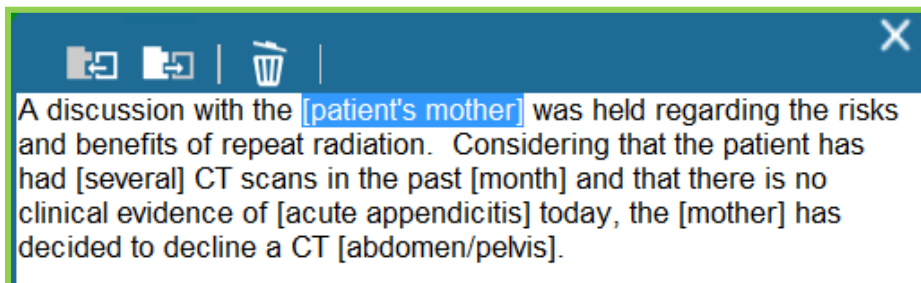 A discussion with the [patient's mother] was held regarding the risks
and benefits of repeat radiation.  Considering that the patient has
had [several] CT scans in the past [month] and that there is no
clinical evidence of [acute appendicitis] today, the [mother] has
decided to decline a CT [abdomen/pelvis].